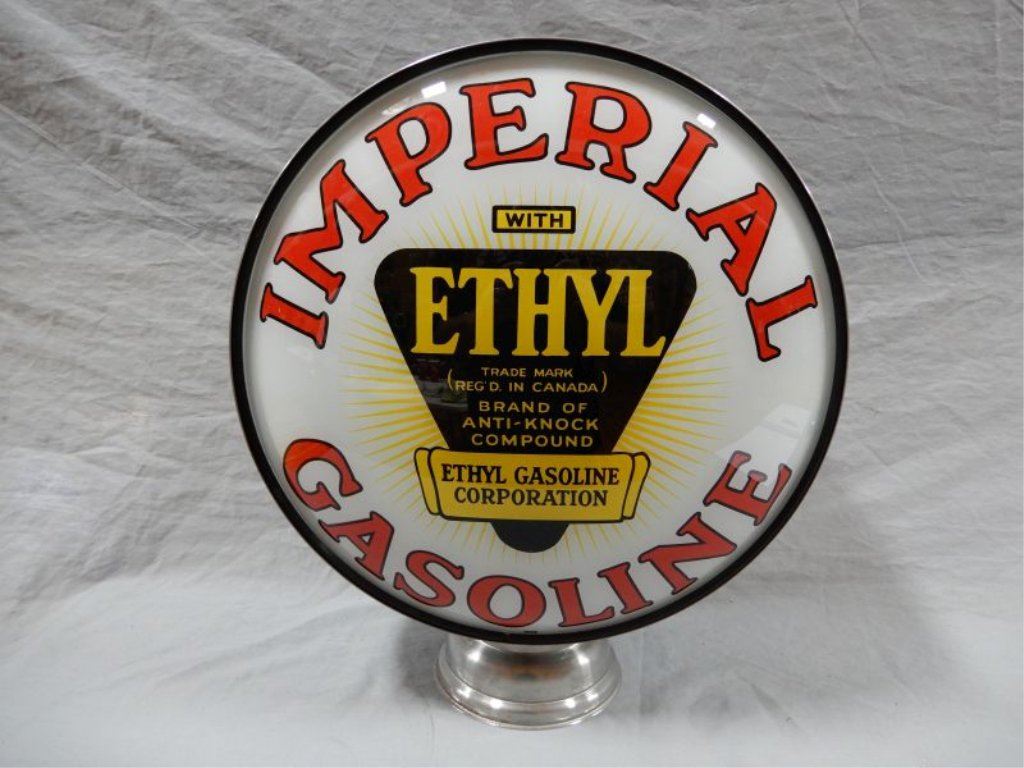 IMPERIAL
WITH
ETHYL
TRADE MARK
(REG'D. IN CANADA)
BRAND OF
ANTI-KNOCK
COMPOUND
ETHYL GASOLINE
CORPORATION
GASOLINE